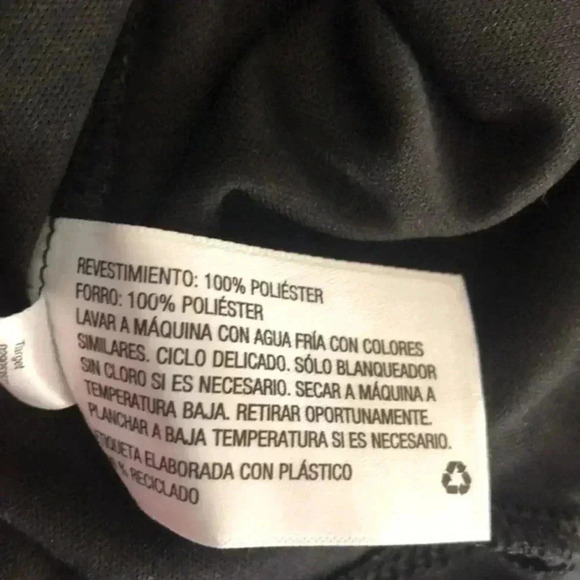 REVESTIMIENTO: 100% POLIÉSTER
FORRO: 100% POLIÉSTER
LAVAR A MÁQUINA CON AGUA FRÍA CON COLORES
SIMILARES. CICLO DELICADO. SÓLO BLANQUEADOR
SIN CLORO SI ES NECESARIO. SECAR A MÁQUINA A
TEMPERATURA BAJA. RETIRAR OPORTUNAMENTE.
PLANCHAR A BAJA TEMPERATURA SI ES NECESARIO.
ETIQUETA ELABORADA CON PLÁSTICO
% RECICLADO
Target